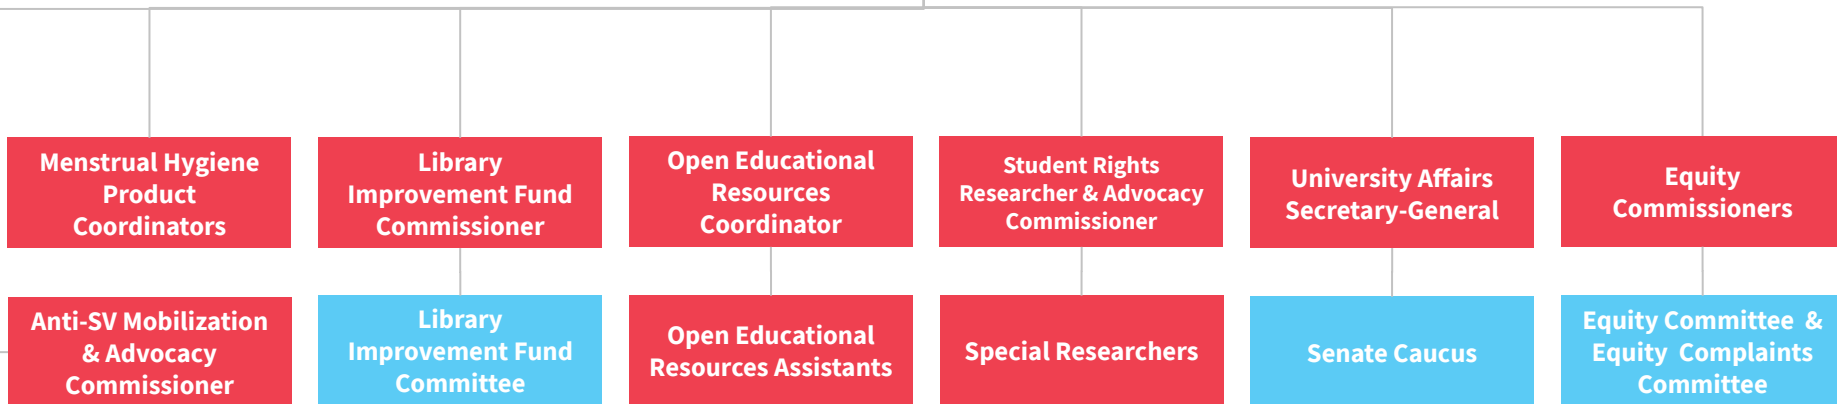 Menstrual Hygiene
Product
Coordinators
Library
Improvement Fund
Commissioner
Open Educational
Resources
Coordinator
Student Rights
Researcher & Advocacy
Commissioner
University Affairs
Secretary-General
Equity
Commissioners
Anti-SV Mobilization
& Advocacy
Commissioner
Library
Improvement Fund
Committee
Open Educational
Resources Assistants
Special Researchers
Senate Caucus
Equity Committee &
Equity Complaints
Committee